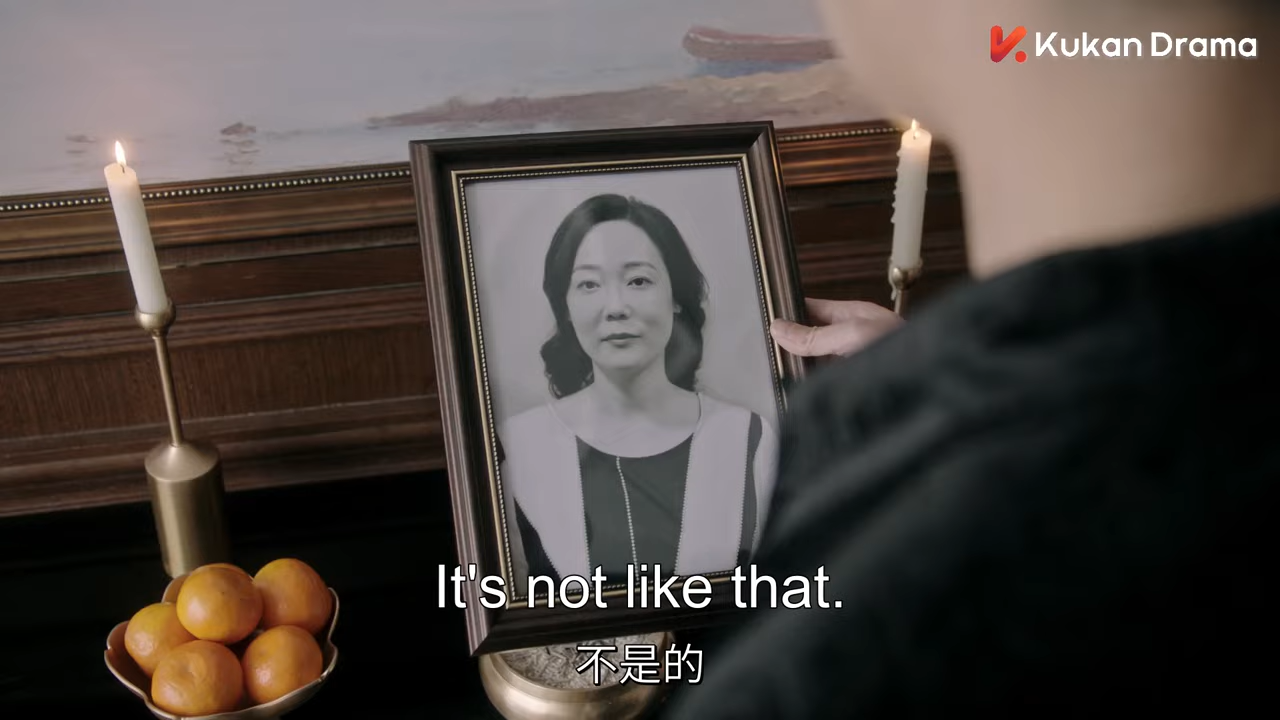 Kukan Drama
It's not like that.
不是的